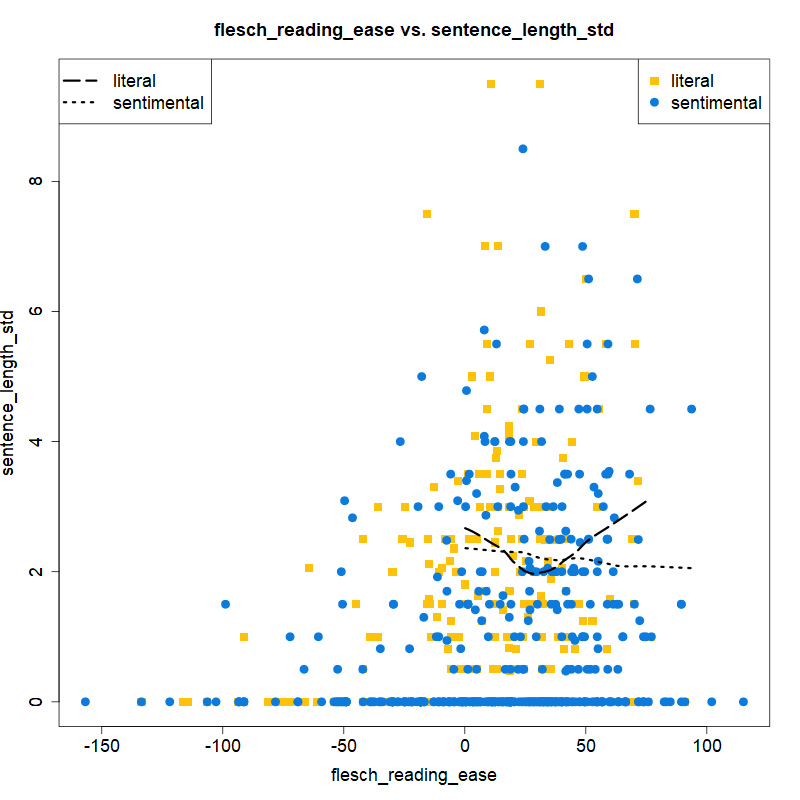 flesch_reading_ease vs. sentence_length_std
literal
sentimental
literal
sentimental
sentence_length_std
8
6
4
2
0
-150 -100 -50 0 50 100
flesch_reading_ease